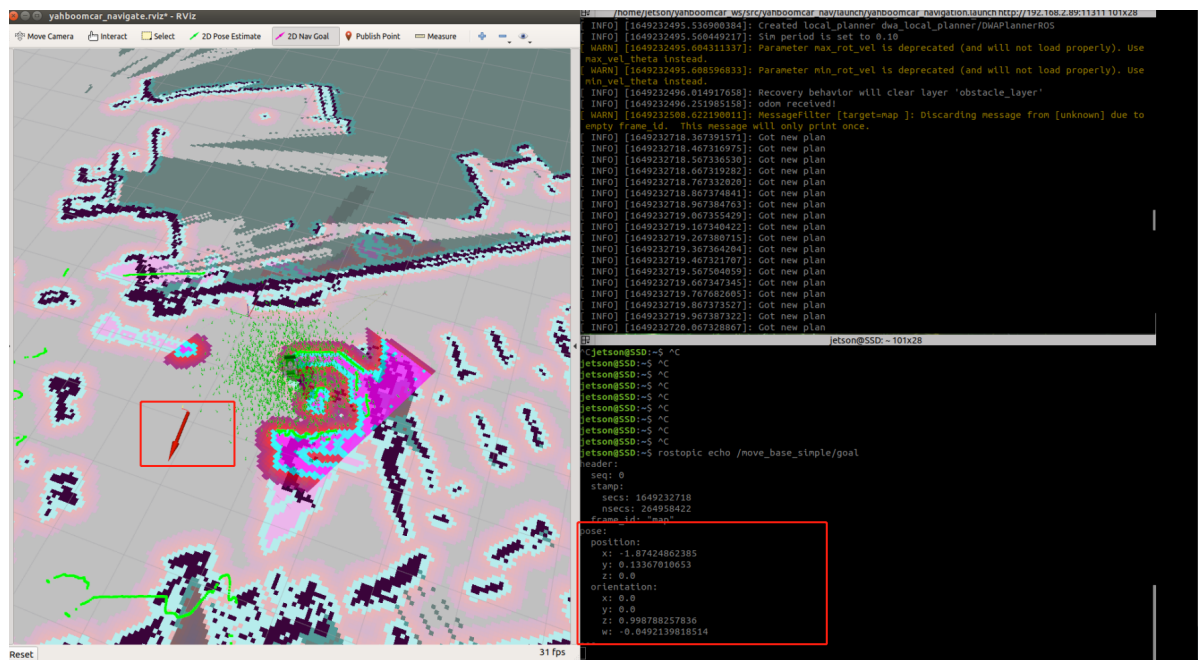 yahboomcar_navigate.rviz* - RViz
Move Camera Interact Select 2D Pose Estimate 2D Nav Goal Publish Point Measure
Reset
31 fps
/home/jetson/yahboomcar_ws/src/yahboomcar_nav/launch/yahboomcar_navigation.launch http://192.168.2.89:11311 101x28
INFO] [1649232495.536900384]: Created local_planner dwa_local_planner/DWAPlannerROS
INFO] [1649232495.560449217]: Sim period is set to 0.10
WARN] [1649232495.604311337]: Parameter max_rot_vel is deprecated (and will not load properly). Use
max_vel_theta instead.
WARN] [1649232495.608596033]: Parameter min_rot_vel is deprecated (and will not load properly). Use
min_vel_theta instead.
INFO] [1649232496.014917658]: Recovery behavior will clear layer 'obstacle_layer'
INFO] [1649232496.251985158]: odom received!
WARN] [1649232508.622190011]: MessageFilter [target=map ]: Discarding message from [unknown] due to
empty frame_id.  This message will only print once.
INFO] [1649232718.367391571]: Got new plan
INFO] [1649232718.467316975]: Got new plan
INFO] [1649232718.567336530]: Got new plan
INFO] [1649232718.667319282]: Got new plan
INFO] [1649232718.767332020]: Got new plan
INFO] [1649232718.867374841]: Got new plan
INFO] [1649232718.967384763]: Got new plan
INFO] [1649232719.067355429]: Got new plan
INFO] [1649232719.167340422]: Got new plan
INFO] [1649232719.267380715]: Got new plan
INFO] [1649232719.367364204]: Got new plan
INFO] [1649232719.467321707]: Got new plan
INFO] [1649232719.567504059]: Got new plan
INFO] [1649232719.667347345]: Got new plan
INFO] [1649232719.767682605]: Got new plan
INFO] [1649232719.867373527]: Got new plan
INFO] [1649232719.967387322]: Got new plan
INFO] [1649232720.067328867]: Got new plan
jetson@SSD: ~ 101x28
^Cjetson@SSD:~$ ^C
jetson@SSD:~$ ^C
jetson@SSD:~$ ^C
jetson@SSD:~$ ^C
jetson@SSD:~$ ^C
jetson@SSD:~$ ^C
jetson@SSD:~$ ^C
jetson@SSD:~$ ^C
jetson@SSD:~$ ^C
jetson@SSD:~$ rostopic echo /move_base_simple/goal
header:
seq: 0
stamp:
secs: 1649232718
nsecs: 264958422
frame_id: "map"
pose:
position:
x: -1.87424862385
y: 0.13367010653
z: 0.0
orientation:
x: 0.0
y: 0.0
z: 0.998788257836
w: -0.0492139818514
---